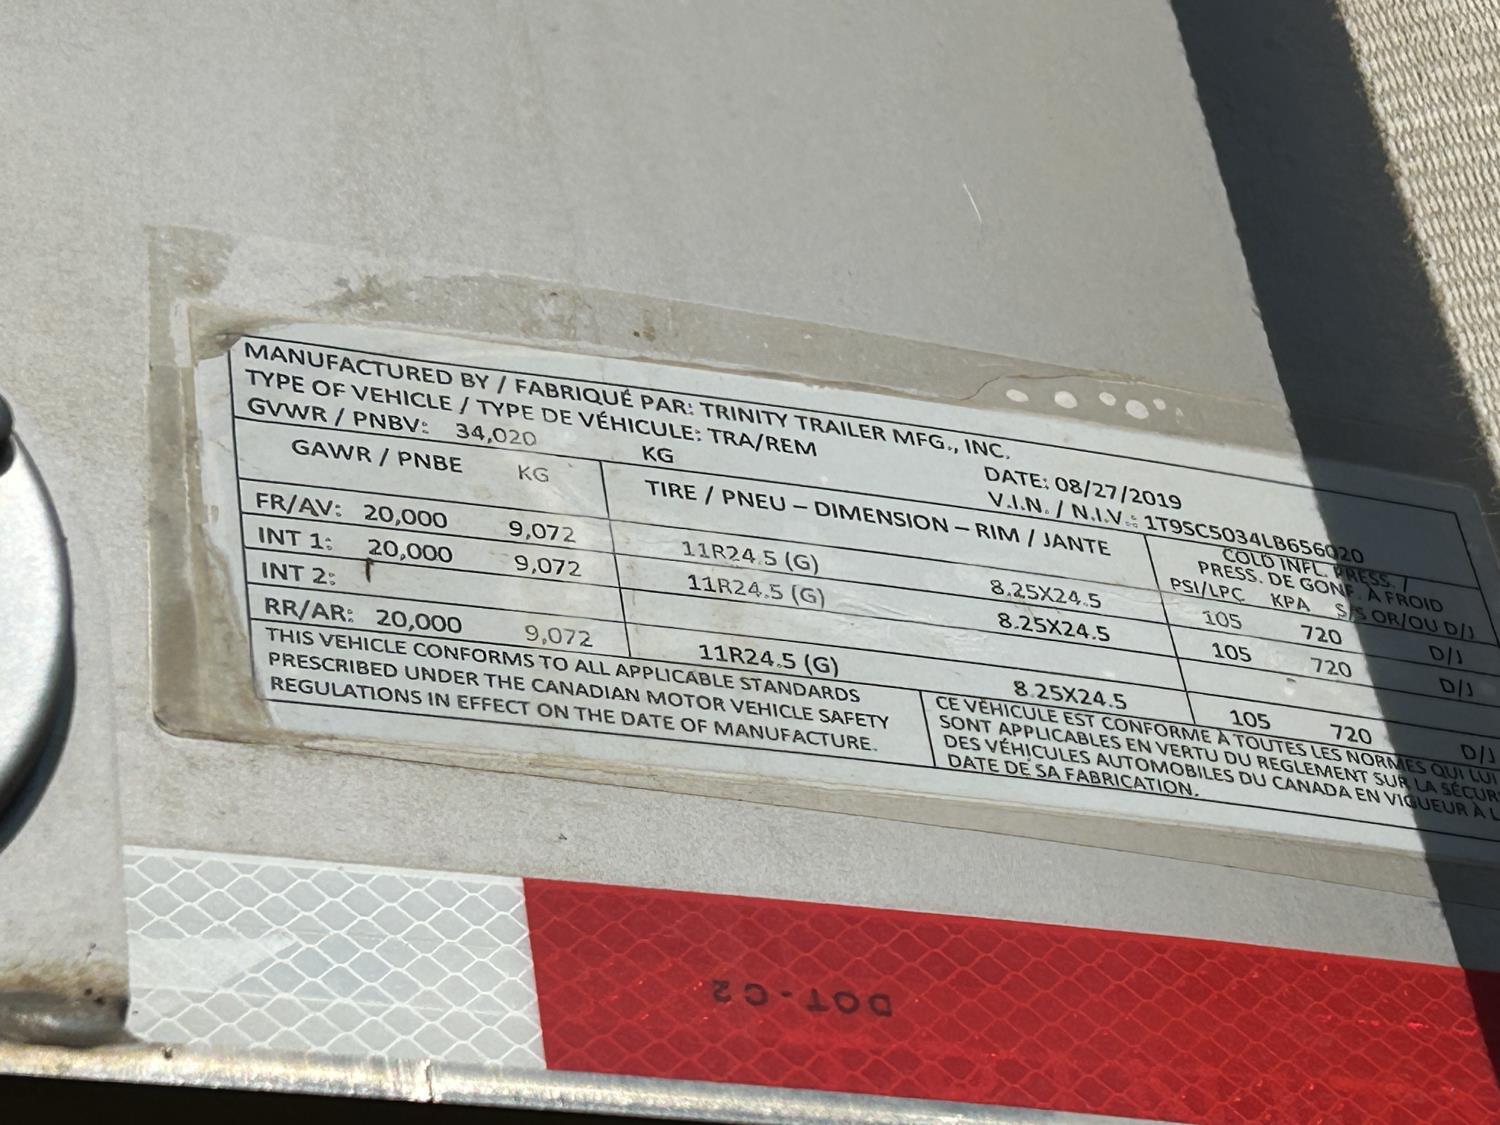 MANUFACTURED BY / FABRIQUÉ PAR: TRINITY TRAILER MFG., INC.
TYPE OF VEHICLE / TYPE DE VÉHICULE: TRA/REM DATE: 08/27/2019
GVWR / PNBV: 34,020 KG V.I.N. / N.I.V.: 1T9SC5034LB656020
GAWR / PNBE KG TIRE / PNEU – DIMENSION – RIM / JANTE COLD INFL. PRESS. /
PRESS. DE GONF. À FROID
PSI/LPC KPA S/S OR/OU D/J
FR/AV: 20,000 9,072 11R24.5 (G) 8.25X24.5 105 720 D/J
INT 1: 20,000 9,072 11R24.5 (G) 8.25X24.5 105 720 D/J
INT 2:
RR/AR: 20,000 9,072 11R24.5 (G) 8.25X24.5 105 720 D/J
THIS VEHICLE CONFORMS TO ALL APPLICABLE STANDARDS
PRESCRIBED UNDER THE CANADIAN MOTOR VEHICLE SAFETY
REGULATIONS IN EFFECT ON THE DATE OF MANUFACTURE.
CE VÉHICULE EST CONFORME À TOUTES LES NORMES QUI LUI
SONT APPLICABLES EN VERTU DU REGLEMENT SUR LA SÉCUR
DES VÉHICULES AUTOMOBILES DU CANADA EN VIGUEUR À L
DATE DE SA FABRICATION.
DOT-C2